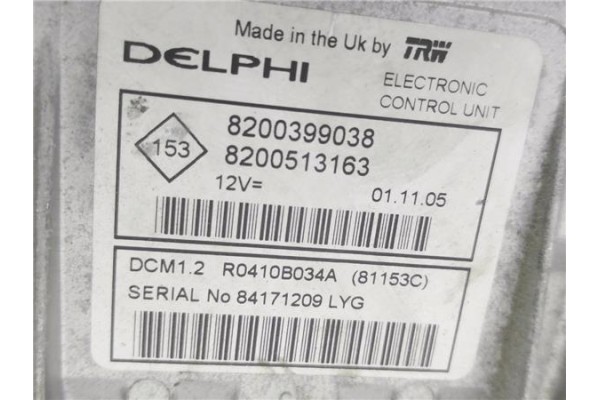 Made in the Uk by TRW
DELPHI
ELECTRONIC
CONTROL UNIT
153
8200399038
8200513163
12V=
01.11.05
DCM1.2 R0410B034A (81153C)
SERIAL No 84171209 LYG